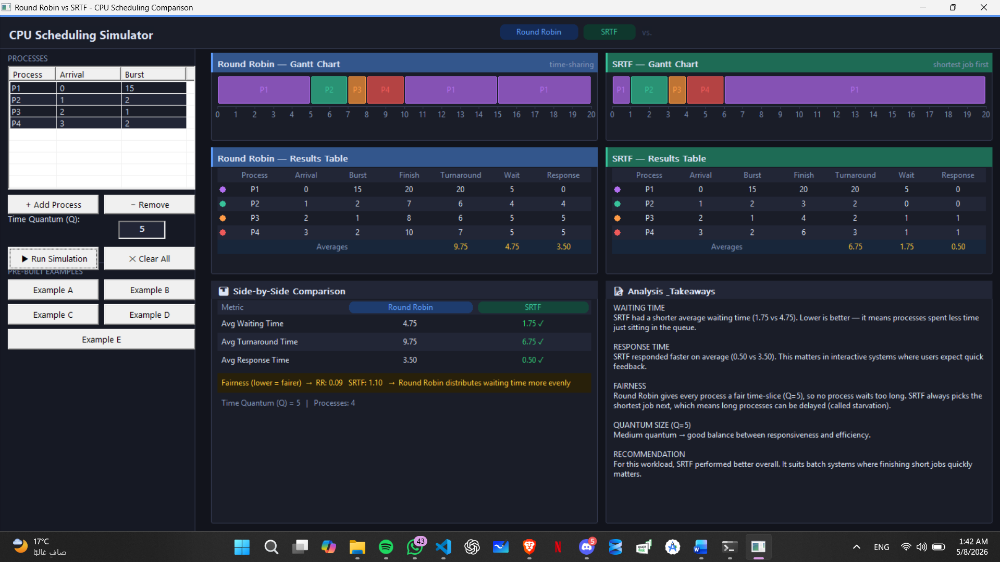 Round Robin vs SRTF - CPU Scheduling Comparison
CPU Scheduling Simulator
Round Robin SRTF vs.
PROCESSES
Process Arrival Burst
P1 0 15
P2 1 2
P3 2 1
P4 3 2
+ Add Process − Remove
Time Quantum (Q):
5
▶ Run Simulation ✕ Clear All
PRE-BUILT EXAMPLES
Example A Example B
Example C Example D
Example E
Round Robin — Gantt Chart time-sharing
P1 P2 P3 P4 P1 P1
0 1 2 3 4 5 6 7 8 9 10 11 12 13 14 15 16 17 18 19 20
SRTF — Gantt Chart shortest job first
P1 P2 P3 P4 P1
0 1 2 3 4 5 6 7 8 9 10 11 12 13 14 15 16 17 18 19 20
Round Robin — Results Table
Process Arrival Burst Finish Turnaround Wait Response
P1 0 15 20 20 5 0
P2 1 2 7 6 4 4
P3 2 1 8 6 5 5
P4 3 2 10 7 5 5
Averages 9.75 4.75 3.50
SRTF — Results Table
Process Arrival Burst Finish Turnaround Wait Response
P1 0 15 20 20 5 0
P2 1 2 3 2 0 0
P3 2 1 4 2 1 1
P4 3 2 6 3 1 1
Averages 6.75 1.75 0.50
Side-by-Side Comparison
Metric Round Robin SRTF
Avg Waiting Time 4.75 1.75 ✓
Avg Turnaround Time 9.75 6.75 ✓
Avg Response Time 3.50 0.50 ✓
Fairness (lower = fairer) → RR: 0.09 SRTF: 1.10 → Round Robin distributes waiting time more evenly
Time Quantum (Q) = 5 | Processes: 4
Analysis _Takeaways
WAITING TIME
SRTF had a shorter average waiting time (1.75 vs 4.75). Lower is better — it means processes spent less time
just sitting in the queue.
RESPONSE TIME
SRTF responded faster on average (0.50 vs 3.50). This matters in interactive systems where users expect quick
feedback.
FAIRNESS
Round Robin gives every process a fair time-slice (Q=5), so no process waits too long. SRTF always picks the
shortest job next, which means long processes can be delayed (called starvation).
QUANTUM SIZE (Q=5)
Medium quantum → good balance between responsiveness and efficiency.
RECOMMENDATION
For this workload, SRTF performed better overall. It suits batch systems where finishing short jobs quickly
matters.
17°C
صافٍ غالبًا
43
5
space desk
ENG
1:42 AM
5/8/2026